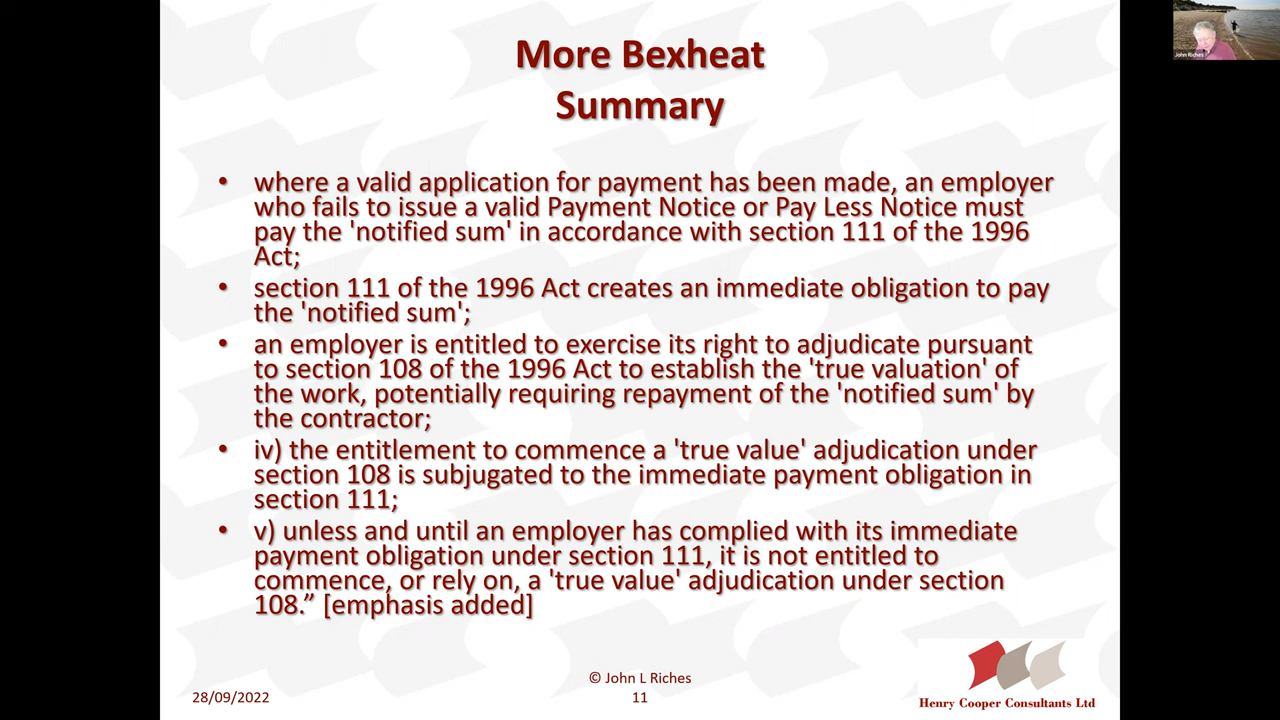 More Bexheat
Summary
• where a valid application for payment has been made, an employer
who fails to issue a valid Payment Notice or Pay Less Notice must
pay the 'notified sum' in accordance with section 111 of the 1996
Act;
• section 111 of the 1996 Act creates an immediate obligation to pay
the 'notified sum';
• an employer is entitled to exercise its right to adjudicate pursuant
to section 108 of the 1996 Act to establish the 'true valuation' of
the work, potentially requiring repayment of the 'notified sum' by
the contractor;
• iv) the entitlement to commence a 'true value' adjudication under
section 108 is subjugated to the immediate payment obligation in
section 111;
• v) unless and until an employer has complied with its immediate
payment obligation under section 111, it is not entitled to
commence, or rely on, a 'true value' adjudication under section
108.” [emphasis added]
© John L Riches
28/09/2022
11
Henry Cooper Consultants Ltd
John Riches